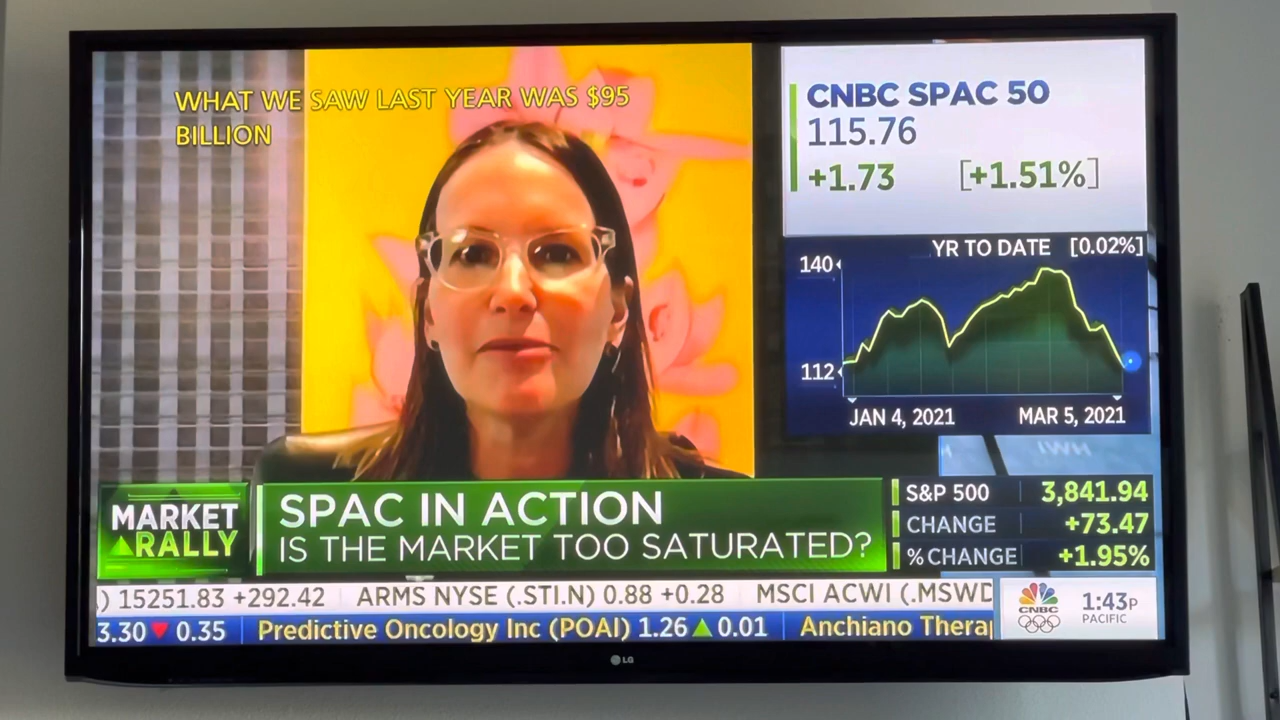 WHAT WE SAW LAST YEAR WAS $95
BILLION
CNBC SPAC 50
115.76
+1.73 [+1.51%]
YR TO DATE [0.02%]
140
112
JAN 4, 2021 MAR 5, 2021
MARKET
RALLY
SPAC IN ACTION
IS THE MARKET TOO SATURATED?
S&P 500 3,841.94
CHANGE +73.47
% CHANGE +1.95%
) 15251.83 +292.42 ARMS NYSE (.STI.N) 0.88 +0.28 MSCI ACWI (.MSWD
3.30 ▼ 0.35 Predictive Oncology Inc (POAI) 1.26 ▲ 0.01 Anchiano Thera
CNBC
1:43P
PACIFIC
LG